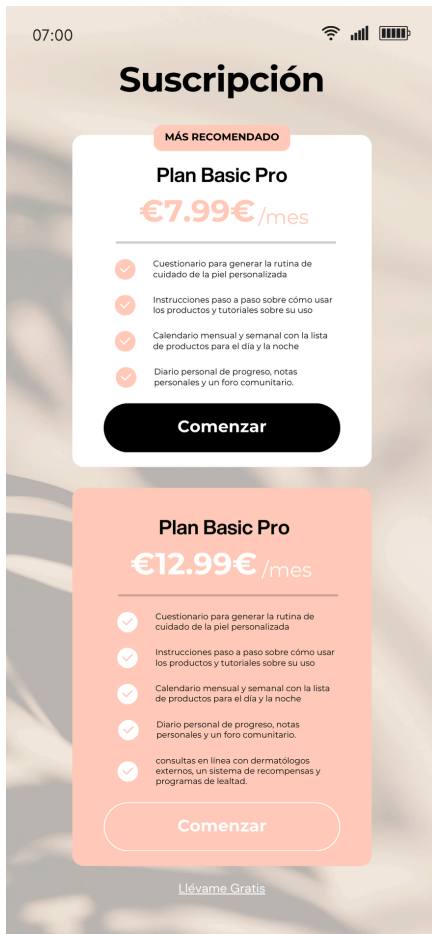 07:00
Suscripción
MÁS RECOMENDADO
Plan Basic Pro
€7.99€/mes
Cuestionario para generar la rutina de
cuidado de la piel personalizada
Instrucciones paso a paso sobre cómo usar
los productos y tutoriales sobre su uso
Calendario mensual y semanal con la lista
de productos para el día y la noche
Diario personal de progreso, notas
personales y un foro comunitario.
Comenzar
Plan Basic Pro
€12.99€/mes
Cuestionario para generar la rutina de
cuidado de la piel personalizada
Instrucciones paso a paso sobre cómo usar
los productos y tutoriales sobre su uso
Calendario mensual y semanal con la lista
de productos para el día y la noche
Diario personal de progreso, notas
personales y un foro comunitario.
consultas en línea con dermatólogos
externos, un sistema de recompensas y
programas de lealtad.
Comenzar
Llévame Gratis